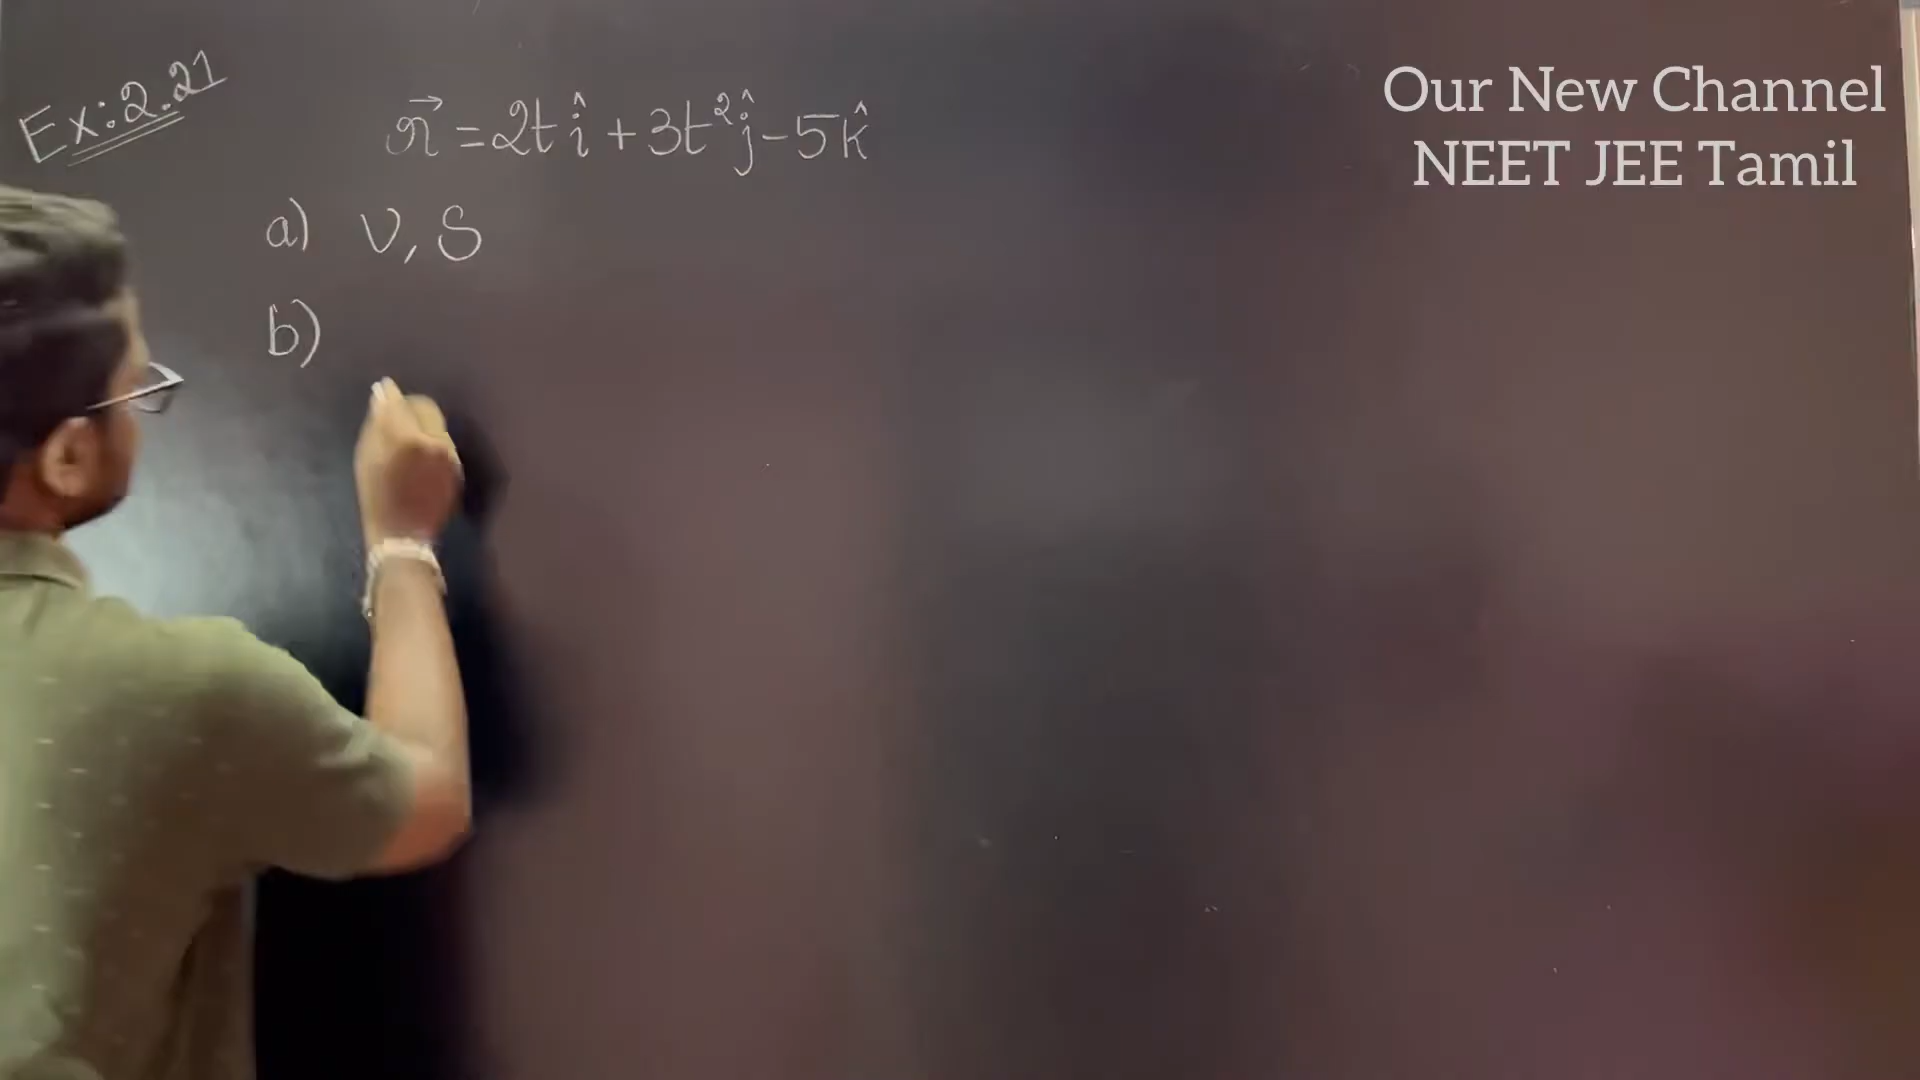 Ex:2.21
r⃗ = 2t î + 3t² ĵ - 5 k̂
a) V, S
b)
Our New Channel
NEET JEE Tamil